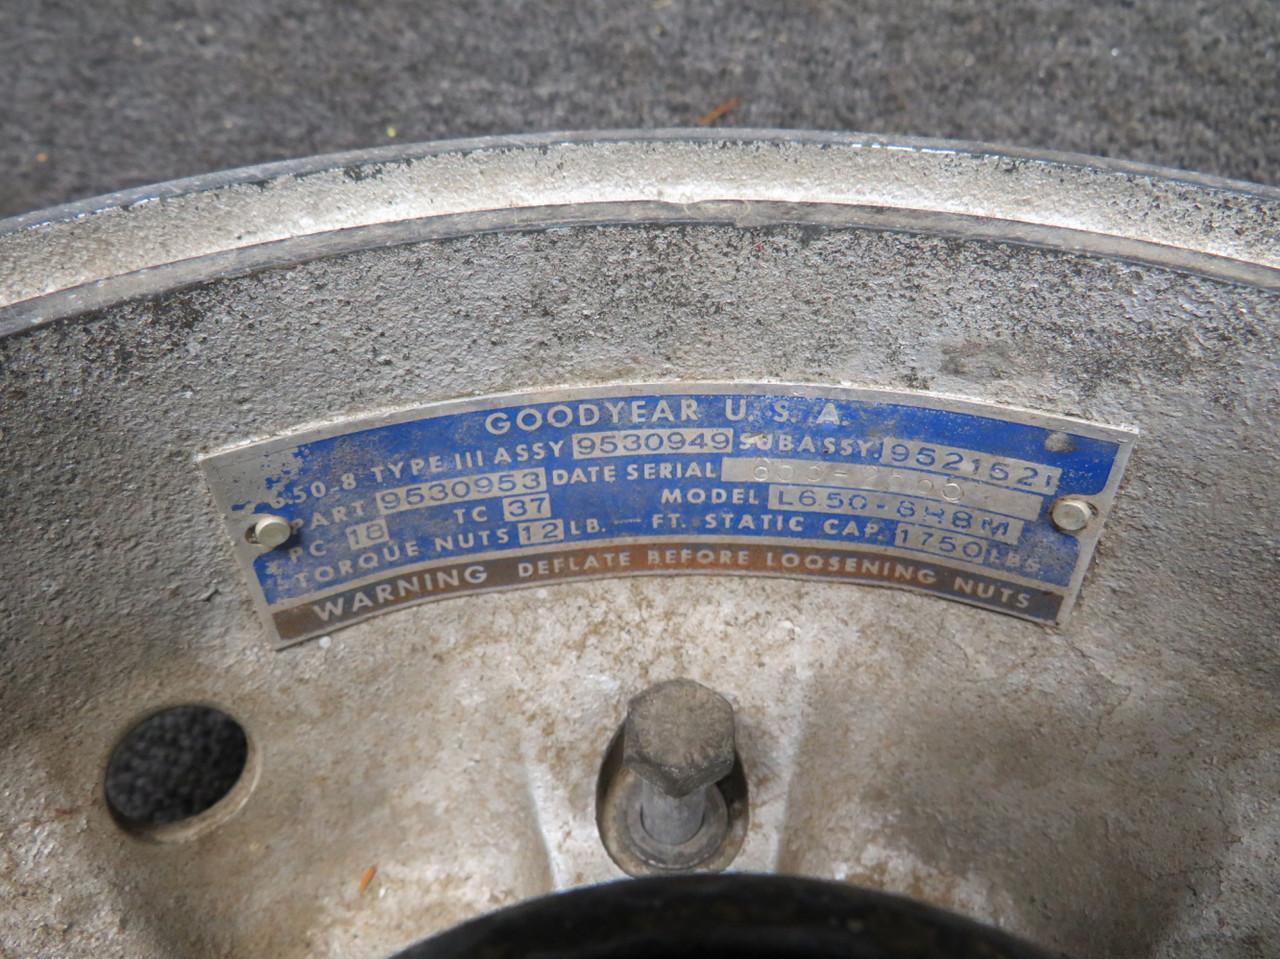 GOODYEAR U.S.A.
6.50.8 TYPE III ASSY 9530949 SUBASSY. 9521521
PART 9530953 DATE SERIAL
PC 18 TC 37 MODEL L650-8HBM
TORQUE NUTS 12 LB. — FT. STATIC CAP. 1750 LBS.
WARNING DEFLATE BEFORE LOOSENING NUTS